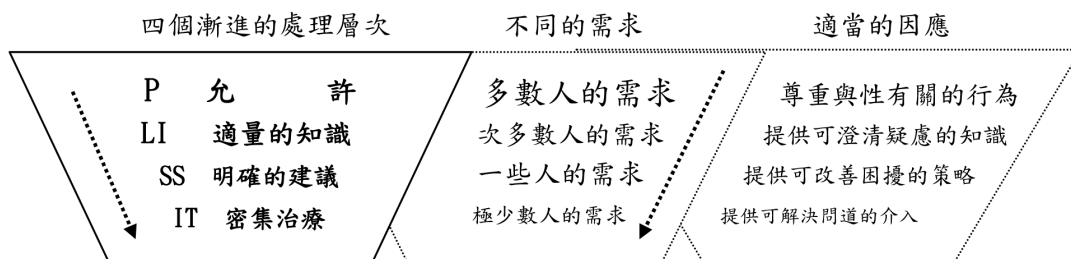 四個漸進的處理層次 不同的需求 適當的因應
P 允許 多數人的需求 尊重與性有關的行為
LI 適量的知識 次多數人的需求 提供可澄清疑慮的知識
SS 明確的建議 一些人的需求 提供可改善困擾的策略
IT 密集治療 極少數人的需求 提供可解決問道的介入